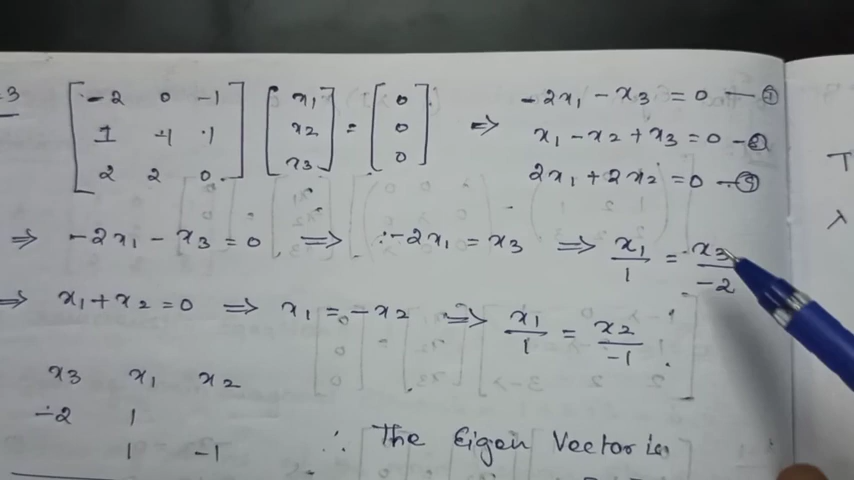 -3 [-2 0 -1] [x1] = [0] ⇒ -2x1 - x3 = 0 —①
[1 -1 1] [x2] [0] x1 - x2 + x3 = 0 —②
[2 2 0] [x3] [0] 2x1 + 2x2 = 0
⇒ -2x1 - x3 = 0 ⇒ -2x1 = x3 ⇒ x1/1 = x3/-2
⇒ x1 + x2 = 0 ⇒ x1 = -x2 ⇒ x1/1 = x2/-1.
x3 x1 x2
-2 1
1 -1
∴ The Eigen Vector is
T
λ